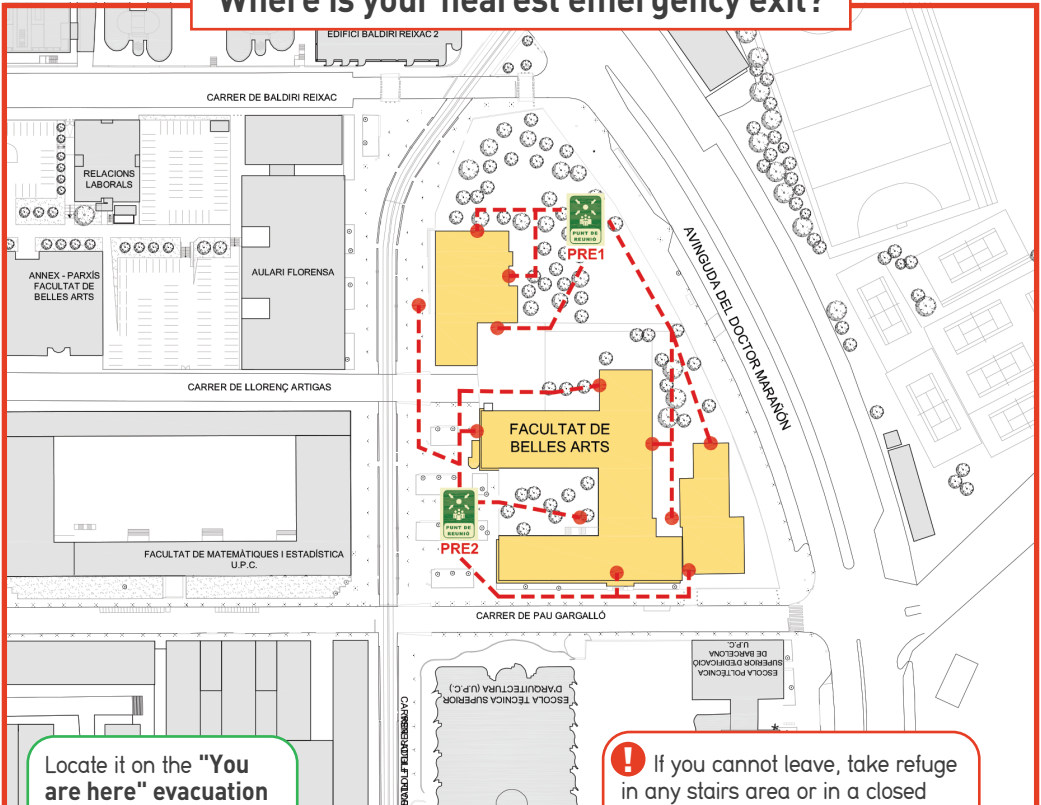 Where is your nearest emergency exit?
EDIFICI BALDIRI REIXAC 2
CARRER DE BALDIRI REIXAC
RELACIONS
LABORALS
PUNT DE
REUNIÓ
PRE1
AVINGUDA DEL DOCTOR MARAÑÓN
ANNEX - PARXÍS
FACULTAT DE
BELLES ARTS
AULARI FLORENSA
CARRER DE LLORENÇ ARTIGAS
FACULTAT DE
BELLES ARTS
PUNT DE
REUNIÓ
PRE2
FACULTAT DE MATEMÀTIQUES I ESTADÍSTICA
U.P.C.
CARRER DE PAU GARGALLÓ
ESCOLA POLITÈCNICA
SUPERIOR D'EDIFICACIÓ
DE BARCELONA
U.P.C.
ESCOLA TÈCNICA SUPERIOR
D'ARQUITECTURA (U.P.C.)
Locate it on the "You
are here" evacuation
! If you cannot leave, take refuge
in any stairs area or in a closed